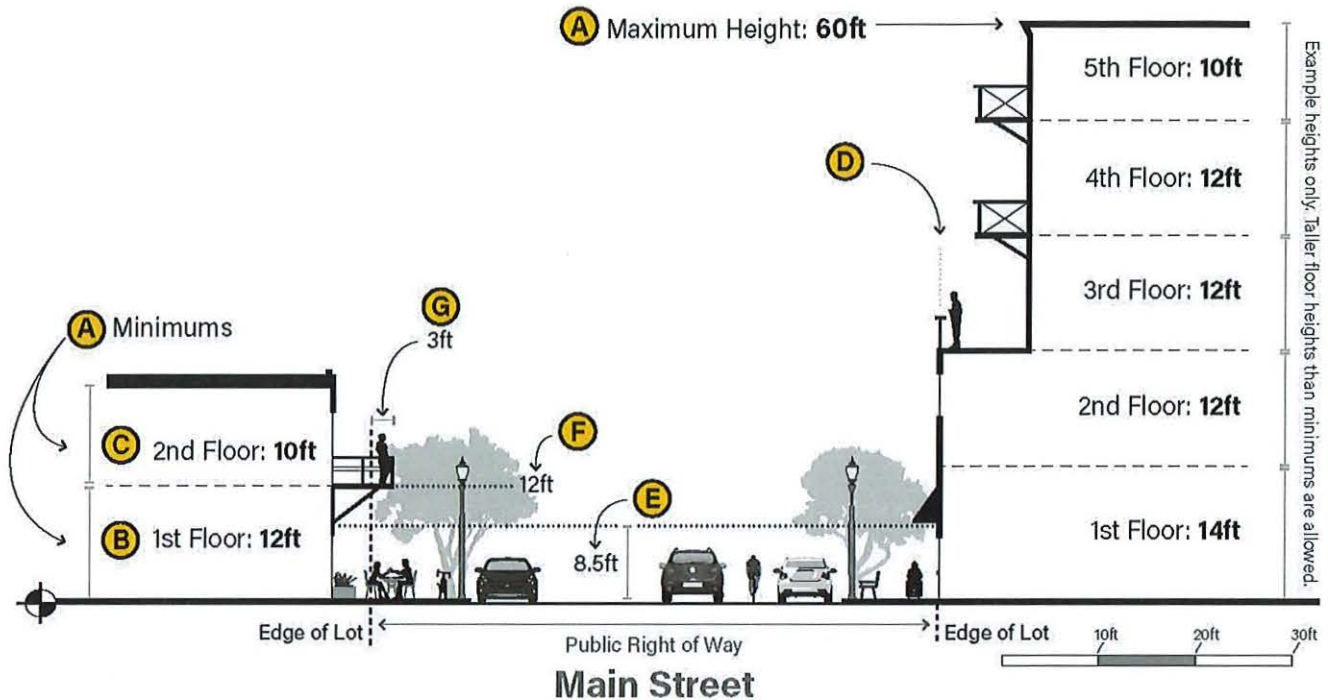 A Maximum Height: 60ft
5th Floor: 10ft
4th Floor: 12ft
3rd Floor: 12ft
2nd Floor: 12ft
1st Floor: 14ft
Example heights only. Taller floor heights than minimums are allowed.
D
G
3ft
A Minimums
C 2nd Floor: 10ft
B 1st Floor: 12ft
F
12ft
E
8.5ft
Edge of Lot
Public Right of Way
Edge of Lot
10ft 20ft 30ft
Main Street